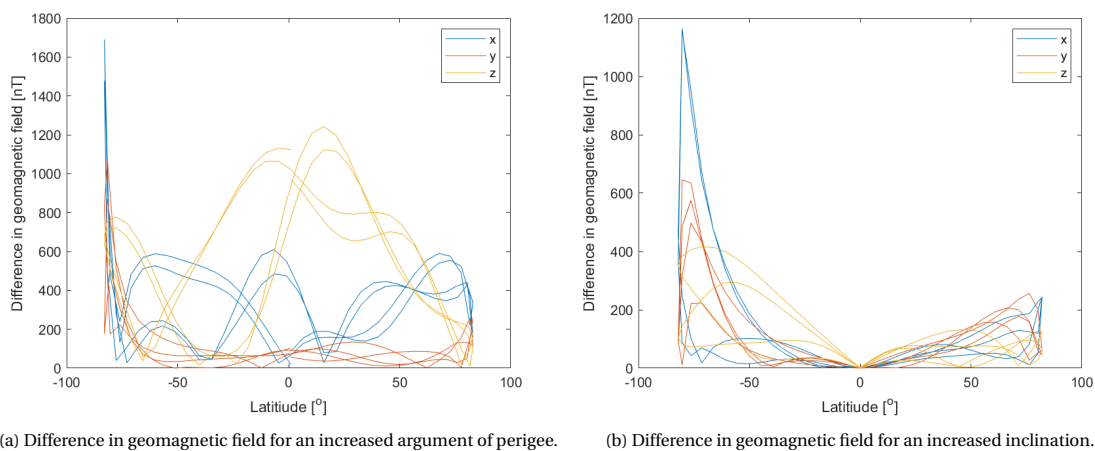 1800
1600
1400
1200
1000
800
600
400
200
0
Difference in geomagnetic field [nT]
x
y
z
-100
-50
0
50
100
Latitiude [o]
1200
1000
800
600
400
200
0
Difference in geomagnetic field [nT]
x
y
z
-100
-50
0
50
100
Latitiude [o]
(a) Difference in geomagnetic field for an increased argument of perigee.
(b) Difference in geomagnetic field for an increased inclination.